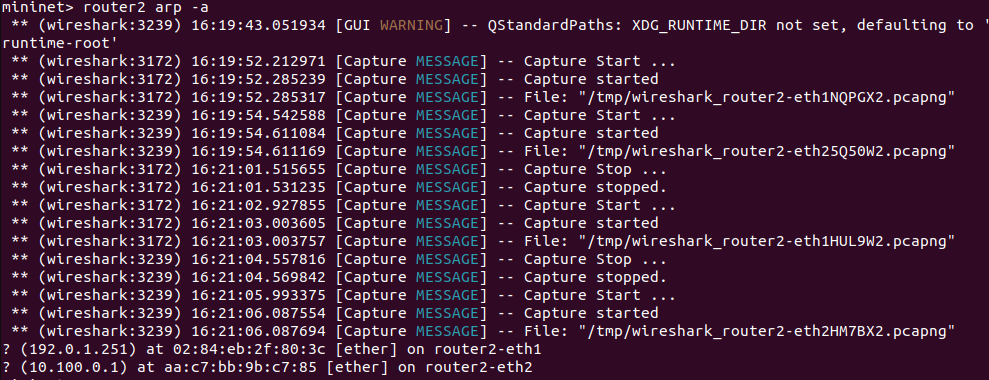 mininet> router2 arp -a
 ** (wireshark:3239) 16:19:43.051934 [GUI WARNING] -- QStandardPaths: XDG_RUNTIME_DIR not set, defaulting to '
runtime-root'
 ** (wireshark:3172) 16:19:52.212971 [Capture MESSAGE] -- Capture Start ...
 ** (wireshark:3172) 16:19:52.285239 [Capture MESSAGE] -- Capture started
 ** (wireshark:3172) 16:19:52.285317 [Capture MESSAGE] -- File: "/tmp/wireshark_router2-eth1NQPGX2.pcapng"
 ** (wireshark:3239) 16:19:54.542588 [Capture MESSAGE] -- Capture Start ...
 ** (wireshark:3239) 16:19:54.611084 [Capture MESSAGE] -- Capture started
 ** (wireshark:3239) 16:19:54.611169 [Capture MESSAGE] -- File: "/tmp/wireshark_router2-eth25Q50W2.pcapng"
 ** (wireshark:3172) 16:21:01.515655 [Capture MESSAGE] -- Capture Stop ...
 ** (wireshark:3172) 16:21:01.531235 [Capture MESSAGE] -- Capture stopped.
 ** (wireshark:3172) 16:21:02.927855 [Capture MESSAGE] -- Capture Start ...
 ** (wireshark:3172) 16:21:03.003605 [Capture MESSAGE] -- Capture started
 ** (wireshark:3172) 16:21:03.003757 [Capture MESSAGE] -- File: "/tmp/wireshark_router2-eth1HUL9W2.pcapng"
 ** (wireshark:3239) 16:21:04.557816 [Capture MESSAGE] -- Capture Stop ...
 ** (wireshark:3239) 16:21:04.569842 [Capture MESSAGE] -- Capture stopped.
 ** (wireshark:3239) 16:21:05.993375 [Capture MESSAGE] -- Capture Start ...
 ** (wireshark:3239) 16:21:06.087554 [Capture MESSAGE] -- Capture started
 ** (wireshark:3239) 16:21:06.087694 [Capture MESSAGE] -- File: "/tmp/wireshark_router2-eth2HM7BX2.pcapng"
? (192.0.1.251) at 02:84:eb:2f:80:3c [ether] on router2-eth1
? (10.100.0.1) at aa:c7:bb:9b:c7:85 [ether] on router2-eth2